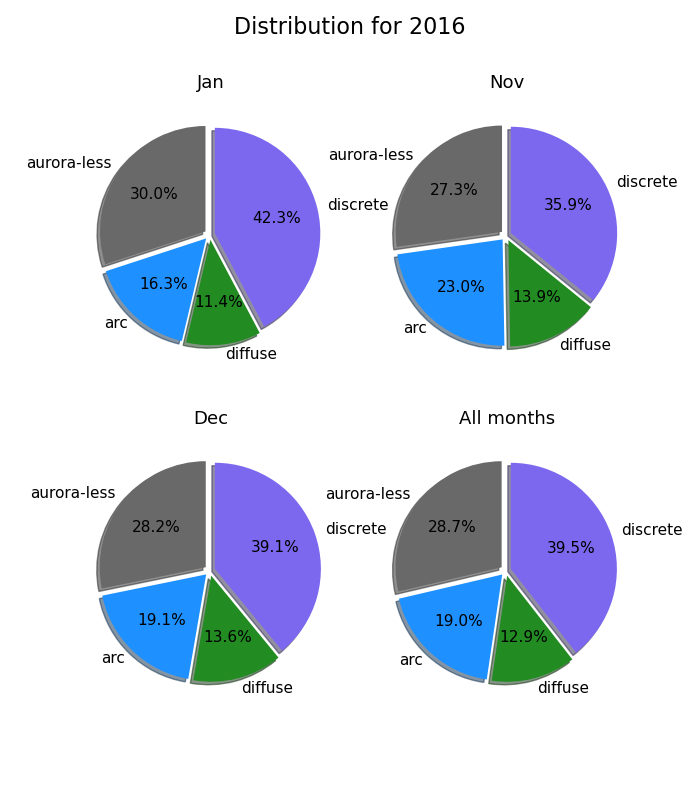 Distribution for 2016
Jan
aurora-less
30.0%
42.3%
discrete
16.3%
11.4%
arc
diffuse
Nov
aurora-less
27.3%
35.9%
discrete
23.0%
13.9%
arc
diffuse
Dec
aurora-less
28.2%
39.1%
discrete
19.1%
13.6%
arc
diffuse
All months
aurora-less
28.7%
39.5%
discrete
19.0%
12.9%
arc
diffuse